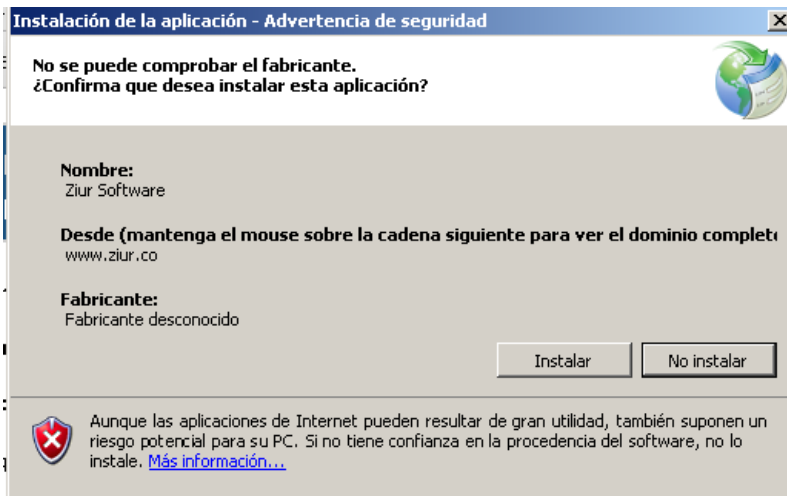 Instalación de la aplicación - Advertencia de seguridad
No se puede comprobar el fabricante.
¿Confirma que desea instalar esta aplicación?
Nombre:
Ziur Software
Desde (mantenga el mouse sobre la cadena siguiente para ver el dominio
www.ziur.co
Fabricante:
Fabricante desconocido
Instalar
No instalar
Aunque las aplicaciones de Internet pueden resultar de gran utilidad, también suponen un
riesgo potencial para su PC. Si no tiene confianza en la procedencia del software, no lo
instale. Más información...